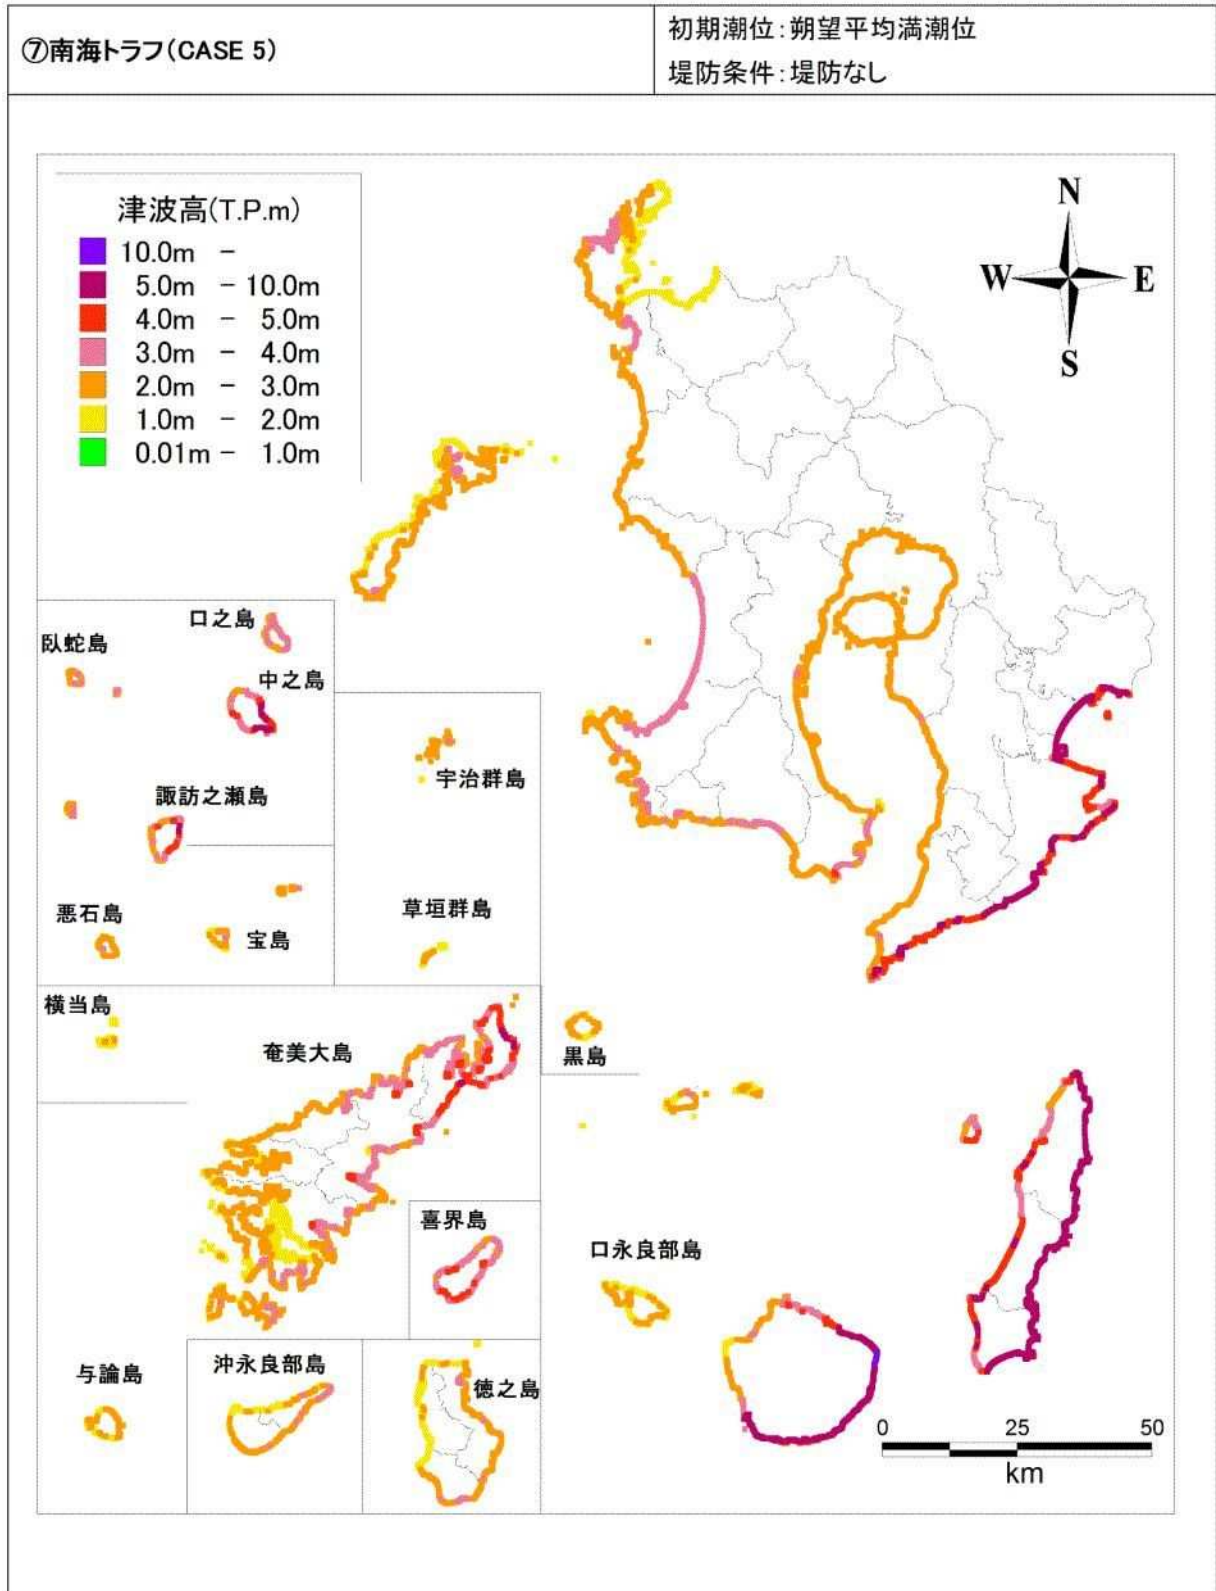 ⑦南海トラフ(CASE 5)
初期潮位:朔望平均満潮位
堤防条件:堤防なし
津波高(T.P.m)
10.0m －
5.0m － 10.0m
4.0m － 5.0m
3.0m － 4.0m
2.0m － 3.0m
1.0m － 2.0m
0.01m － 1.0m
N
W E
S
口之島
臥蛇島
中之島
宇治群島
諏訪之瀬島
悪石島
宝島
草垣群島
横当島
奄美大島
黒島
喜界島
口永良部島
与論島
沖永良部島
徳之島
0 25 50
km